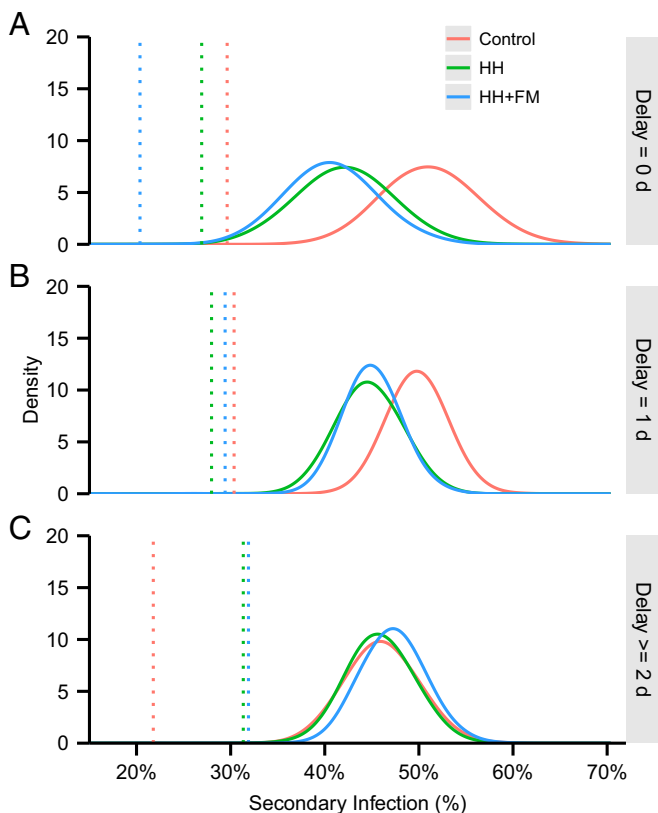 A
20
15
10
5
0
Control
HH
HH+FM
Delay = 0 d
B
20
15
10
5
0
Density
Delay = 1 d
C
20
15
10
5
0
Delay >= 2 d
20% 30% 40% 50% 60% 70%
Secondary Infection (%)